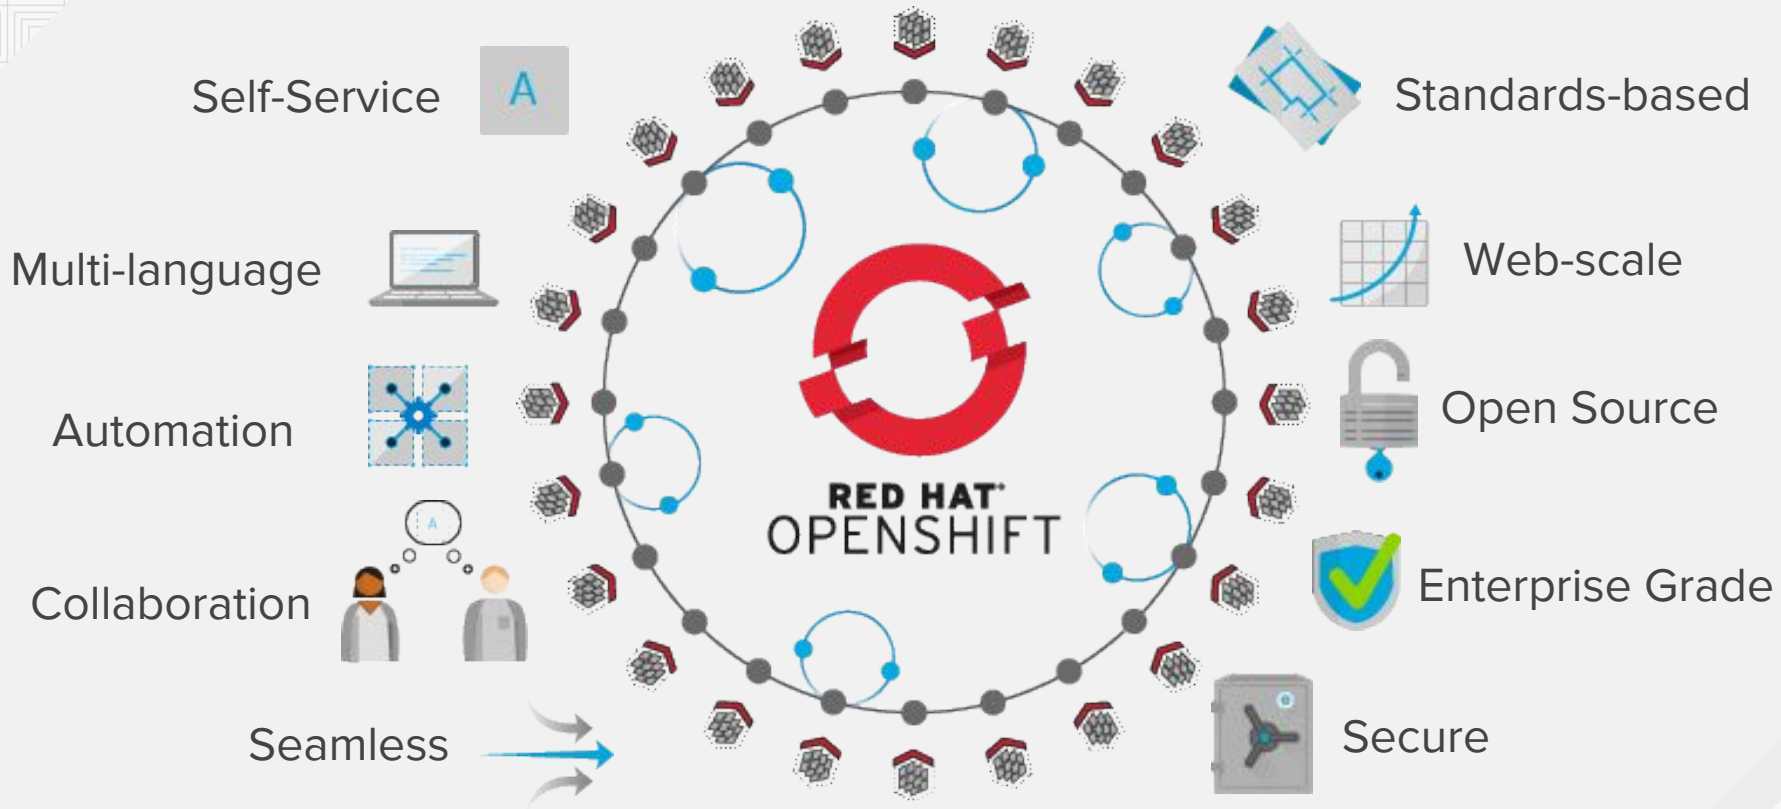 Self-Service
A
Standards-based
Multi-language
Web-scale
Automation
Open Source
RED HAT®
OPENSHIFT
A
Collaboration
Enterprise Grade
Seamless
Secure